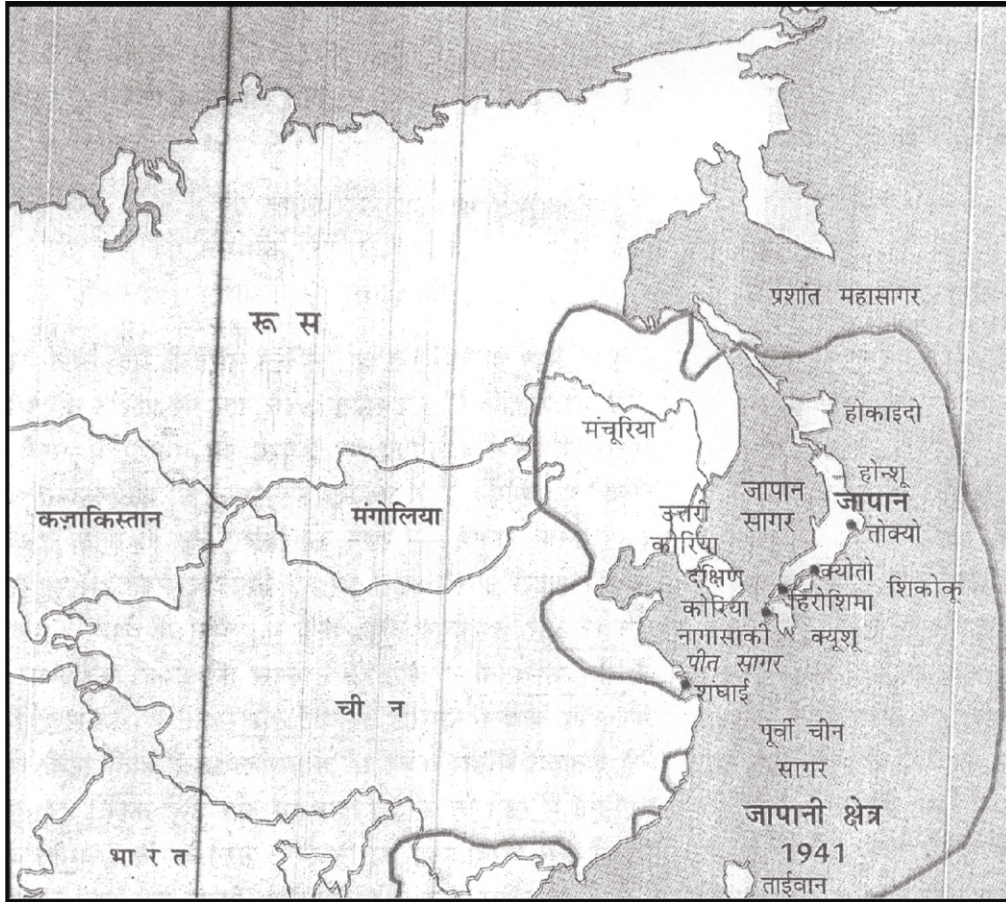 प्रशांत महासागर
रू स
होकाइदो
मंचूरिया
होन्शू
जापान
सागर
जापान
तोक्यो
कज़ाकिस्तान
मंगोलिया
उत्तरी
कोरिया
दक्षिण
कोरिया
क्योतो
हिरोशिमा
शिकोकू
नागासाकी
क्यूशू
पीत सागर
शंघाई
ची न
पूर्वी चीन
सागर
जापानी क्षेत्र
1941
भा र त
ताईवान